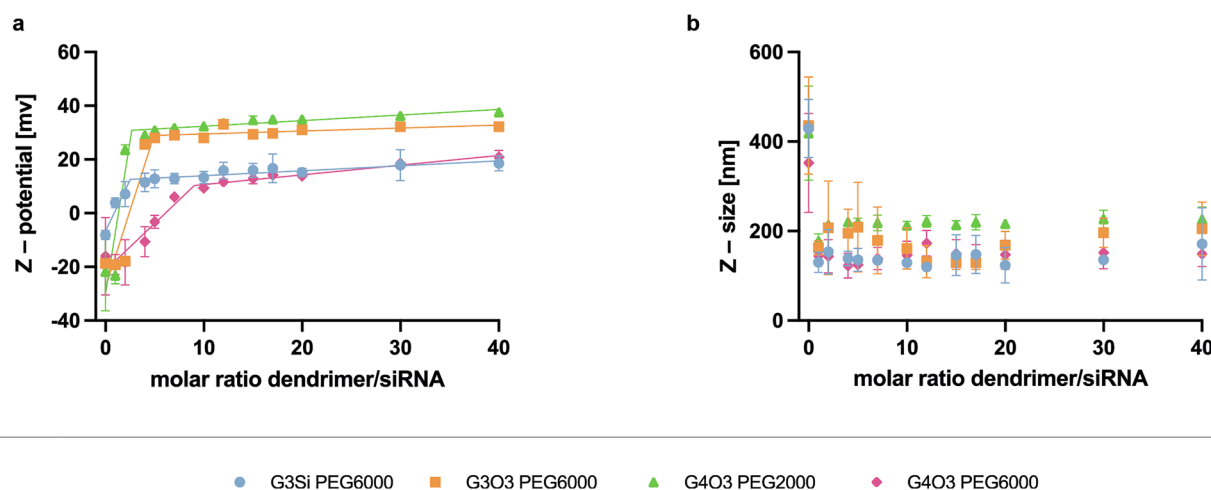 a
60
40
20
0
-20
-40
Z – potential [mv]
0 10 20 30 40
molar ratio dendrimer/siRNA
b
600
400
200
0
Z – size [nm]
0 10 20 30 40
molar ratio dendrimer/siRNA
G3Si PEG6000 G3O3 PEG6000 G4O3 PEG2000 G4O3 PEG6000